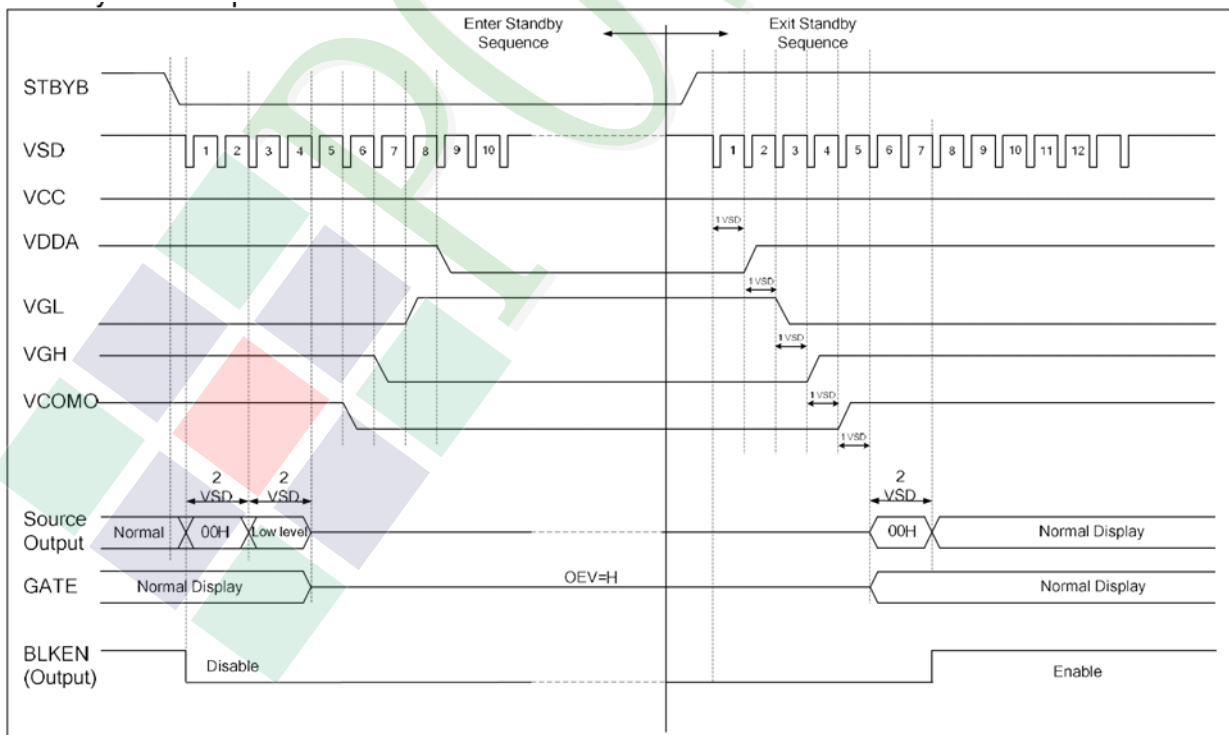 Enter Standby
Sequence
Exit Standby
Sequence
STBYB
VSD
1 2 3 4 5 6 7 8 9 10
1 2 3 4 5 6 7 8 9 10 11 12
VCC
1 VSD
VDDA
1 VSD
VGL
1 VSD
VGH
1 VSD
VCOMO
1 VSD
2
VSD
2
VSD
2
VSD
Source
Output
Normal
00H
Low level
00H
Normal Display
GATE
Normal Display
OEV=H
Normal Display
BLKEN
(Output)
Disable
Enable